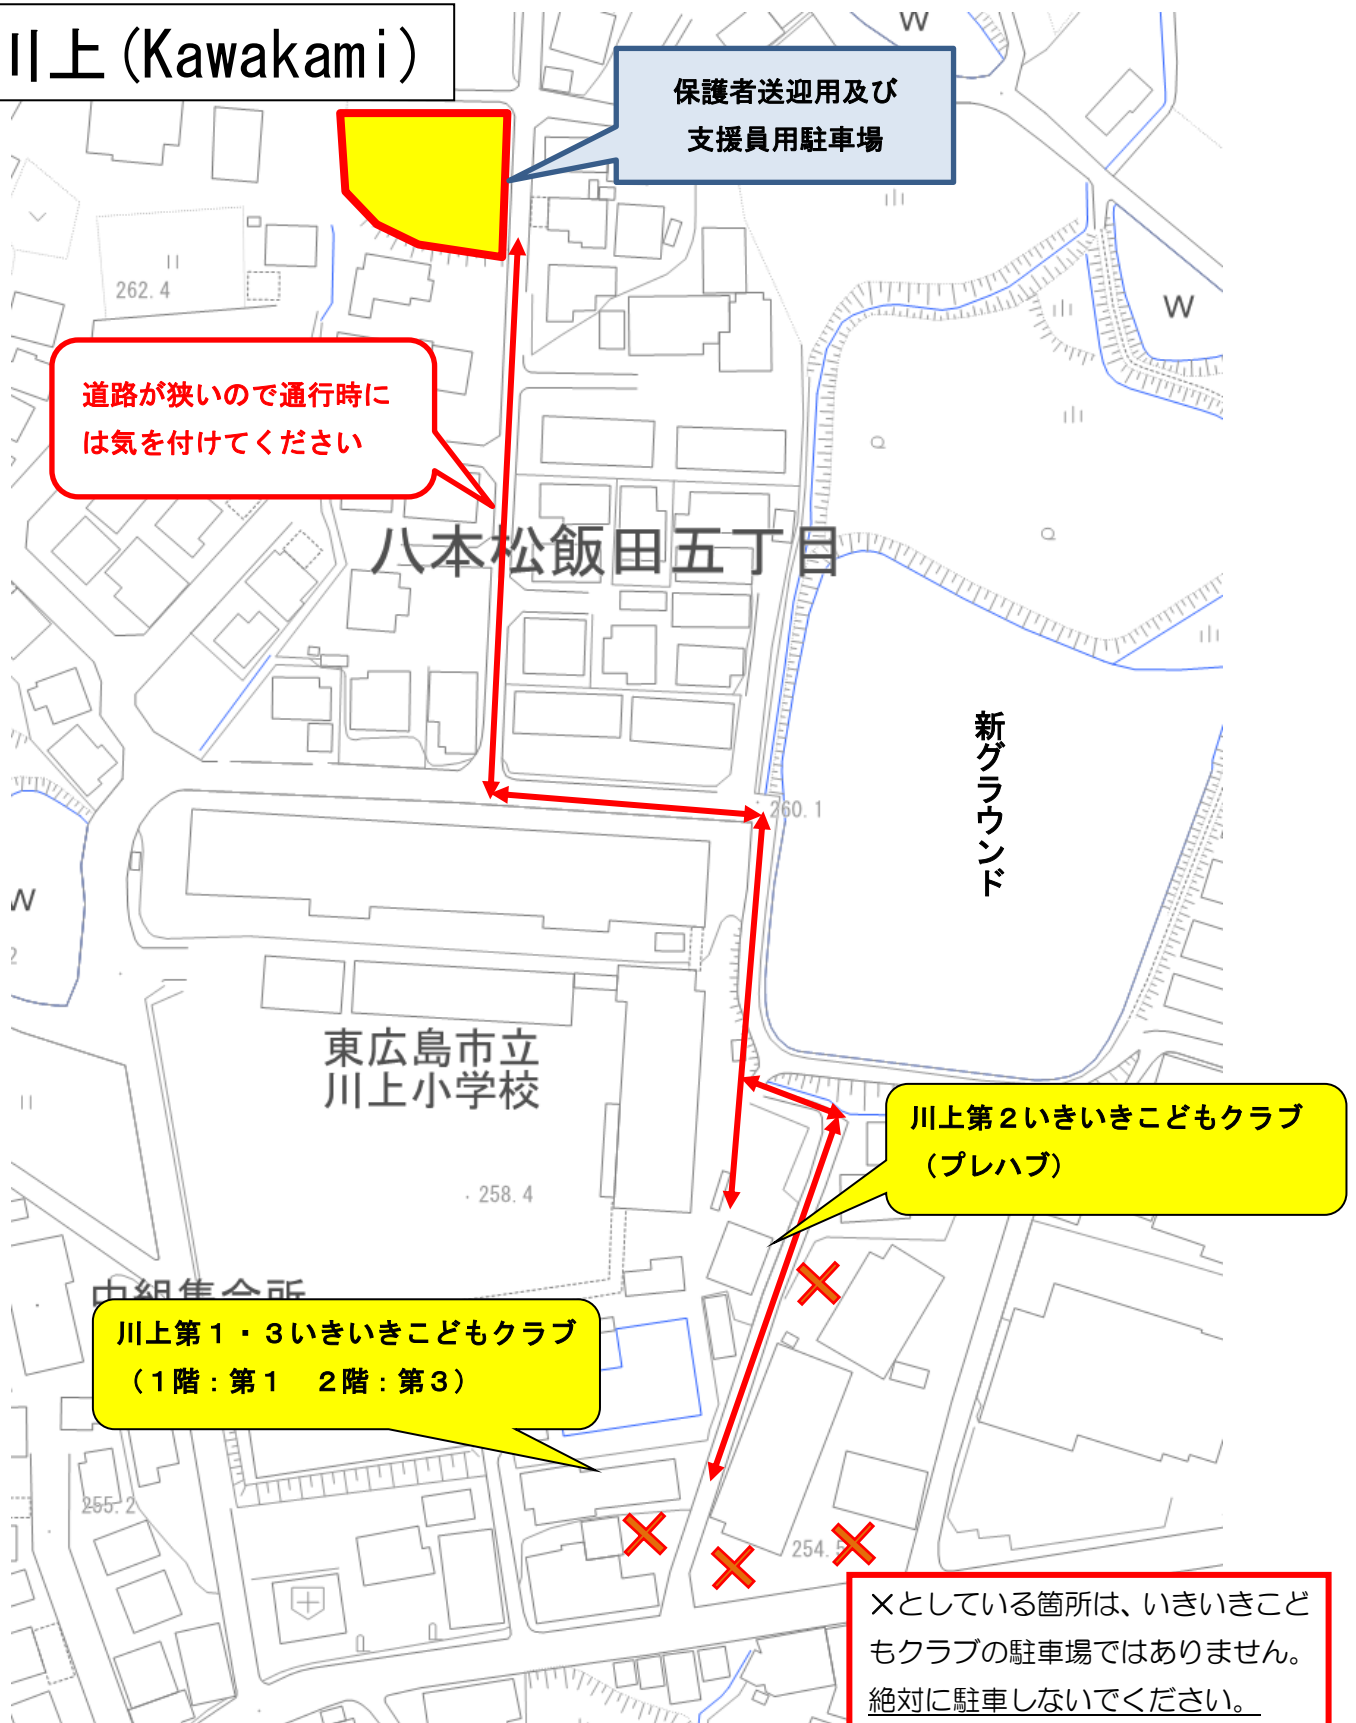 川上(Kawakami)
W
保護者送迎用及び
支援員用駐車場
262.4
W
道路が狭いので通行時に
は気を付けてください
八本松飯田五丁目
新グラウンド
260.1
W
2
東広島市立
川上小学校
川上第2いきいきこどもクラブ
(プレハブ)
258.4
中組集会所
川上第1・3いきいきこどもクラブ
(1階:第1 2階:第3)
255.2
254.5
×としている箇所は、いきいきこど
もクラブの駐車場ではありません。
絶対に駐車しないでください。